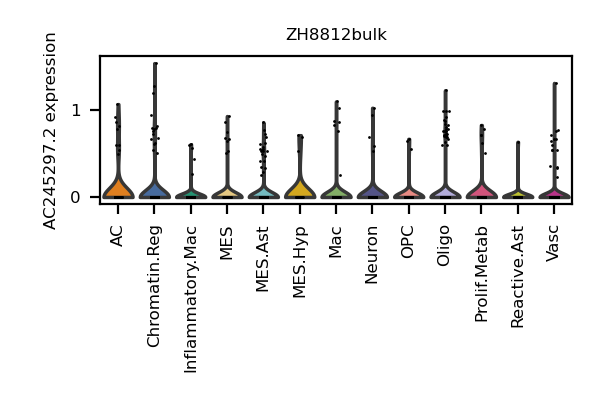 ZH8812bulk
AC245297.2 expression
1
0
AC
Chromatin.Reg
Inflammatory.Mac
MES
MES.Ast
MES.Hyp
Mac
Neuron
OPC
Oligo
Prolif.Metab
Reactive.Ast
Vasc